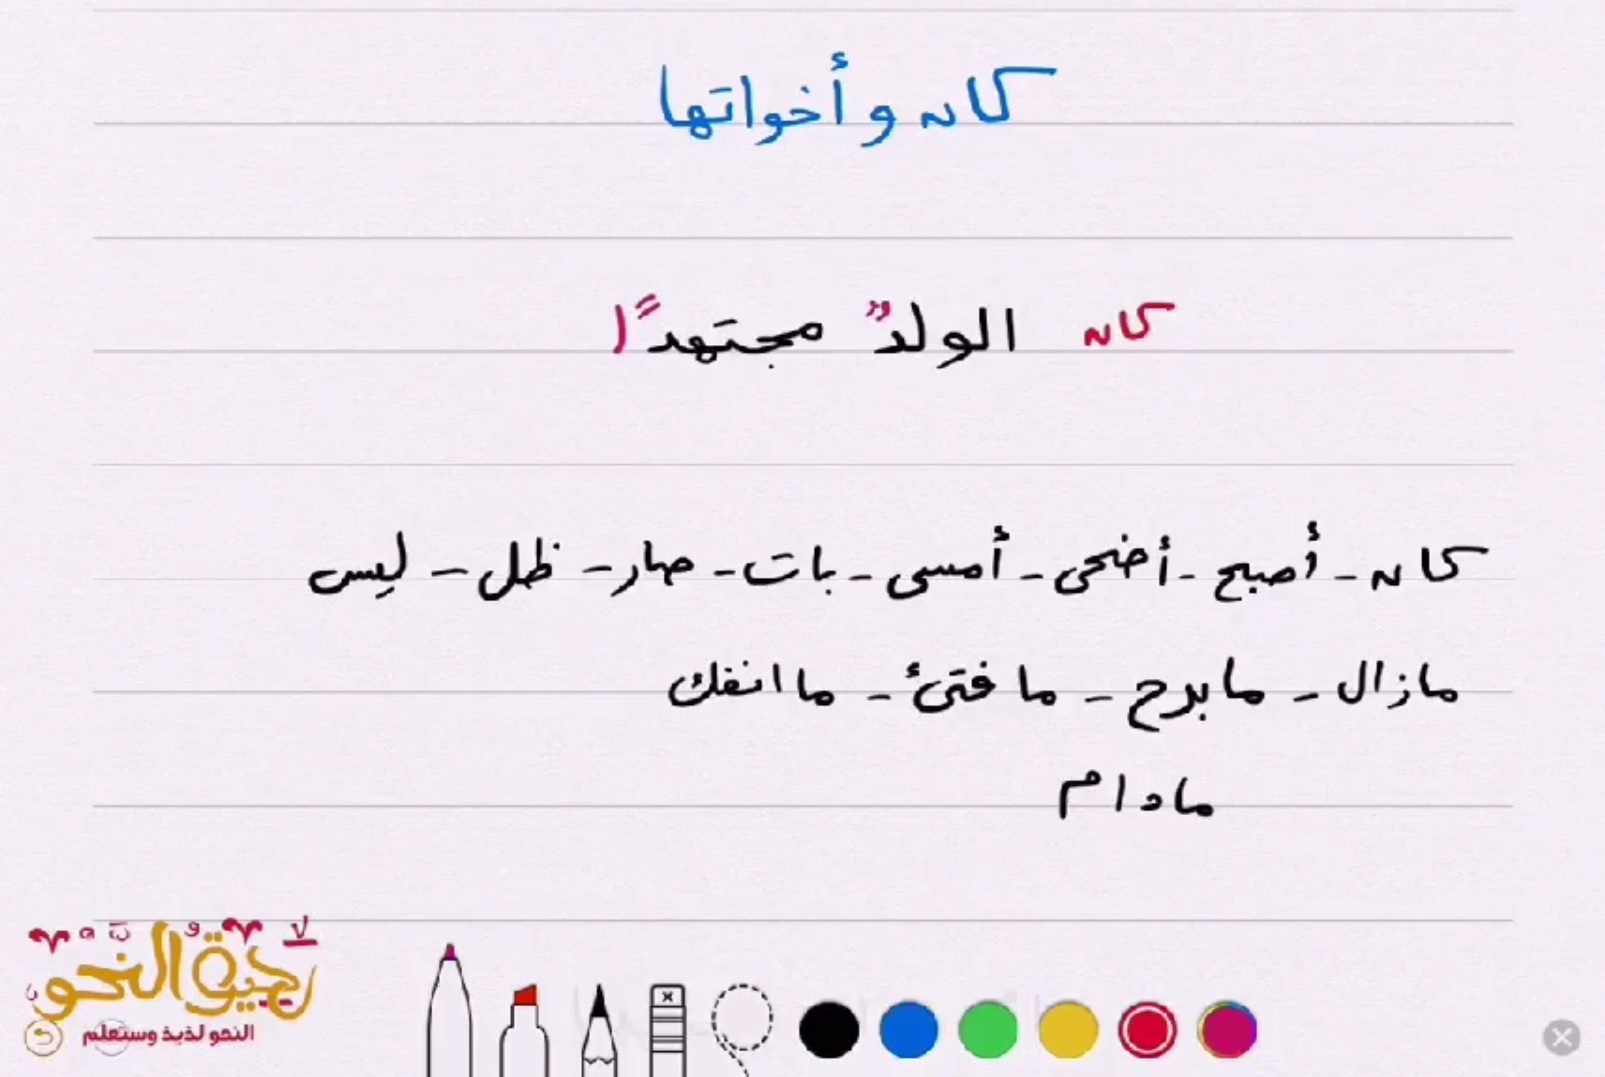 كان وأخواتها
كان الولدُ مجتهدًا
كان - أصبح - أضحى - أمسى - بات - صار - ظل - ليس
مازال - مابرح - ما فتئ - ما انفك
مادام
رحيق النحو
النحو لذيذ وستعلم